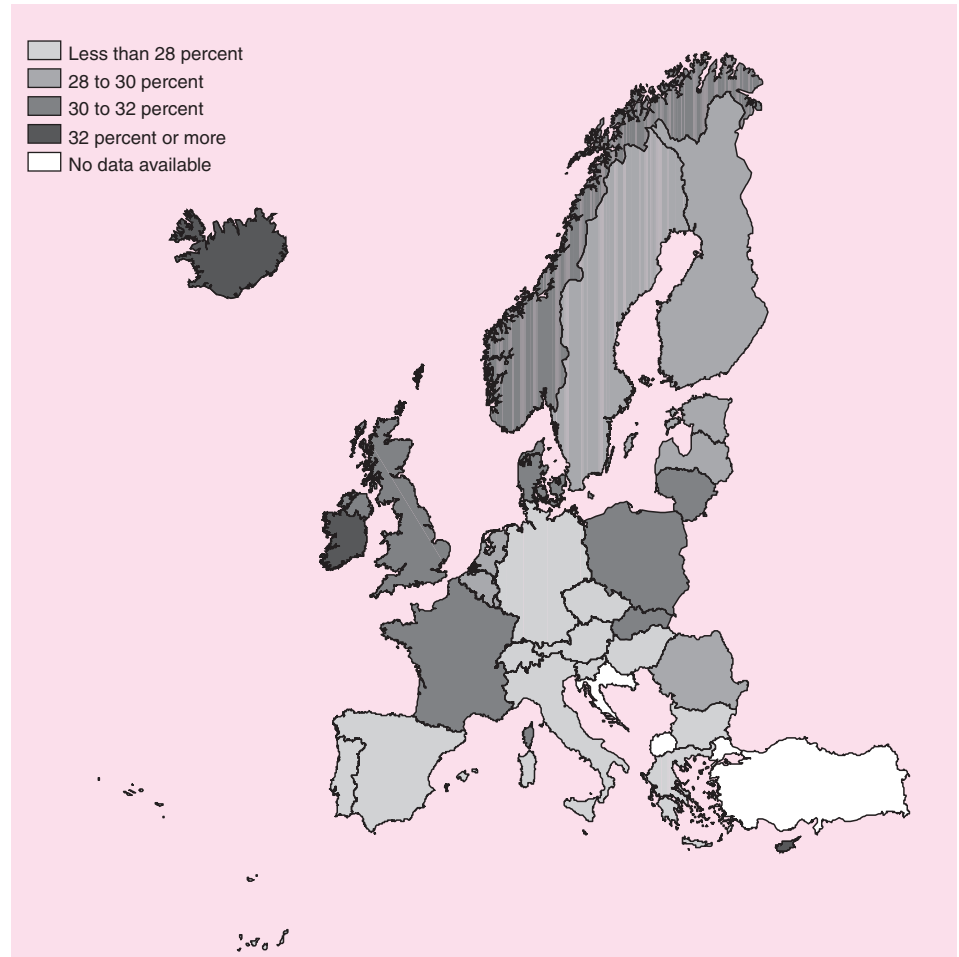 Less than 28 percent
28 to 30 percent
30 to 32 percent
32 percent or more
No data available